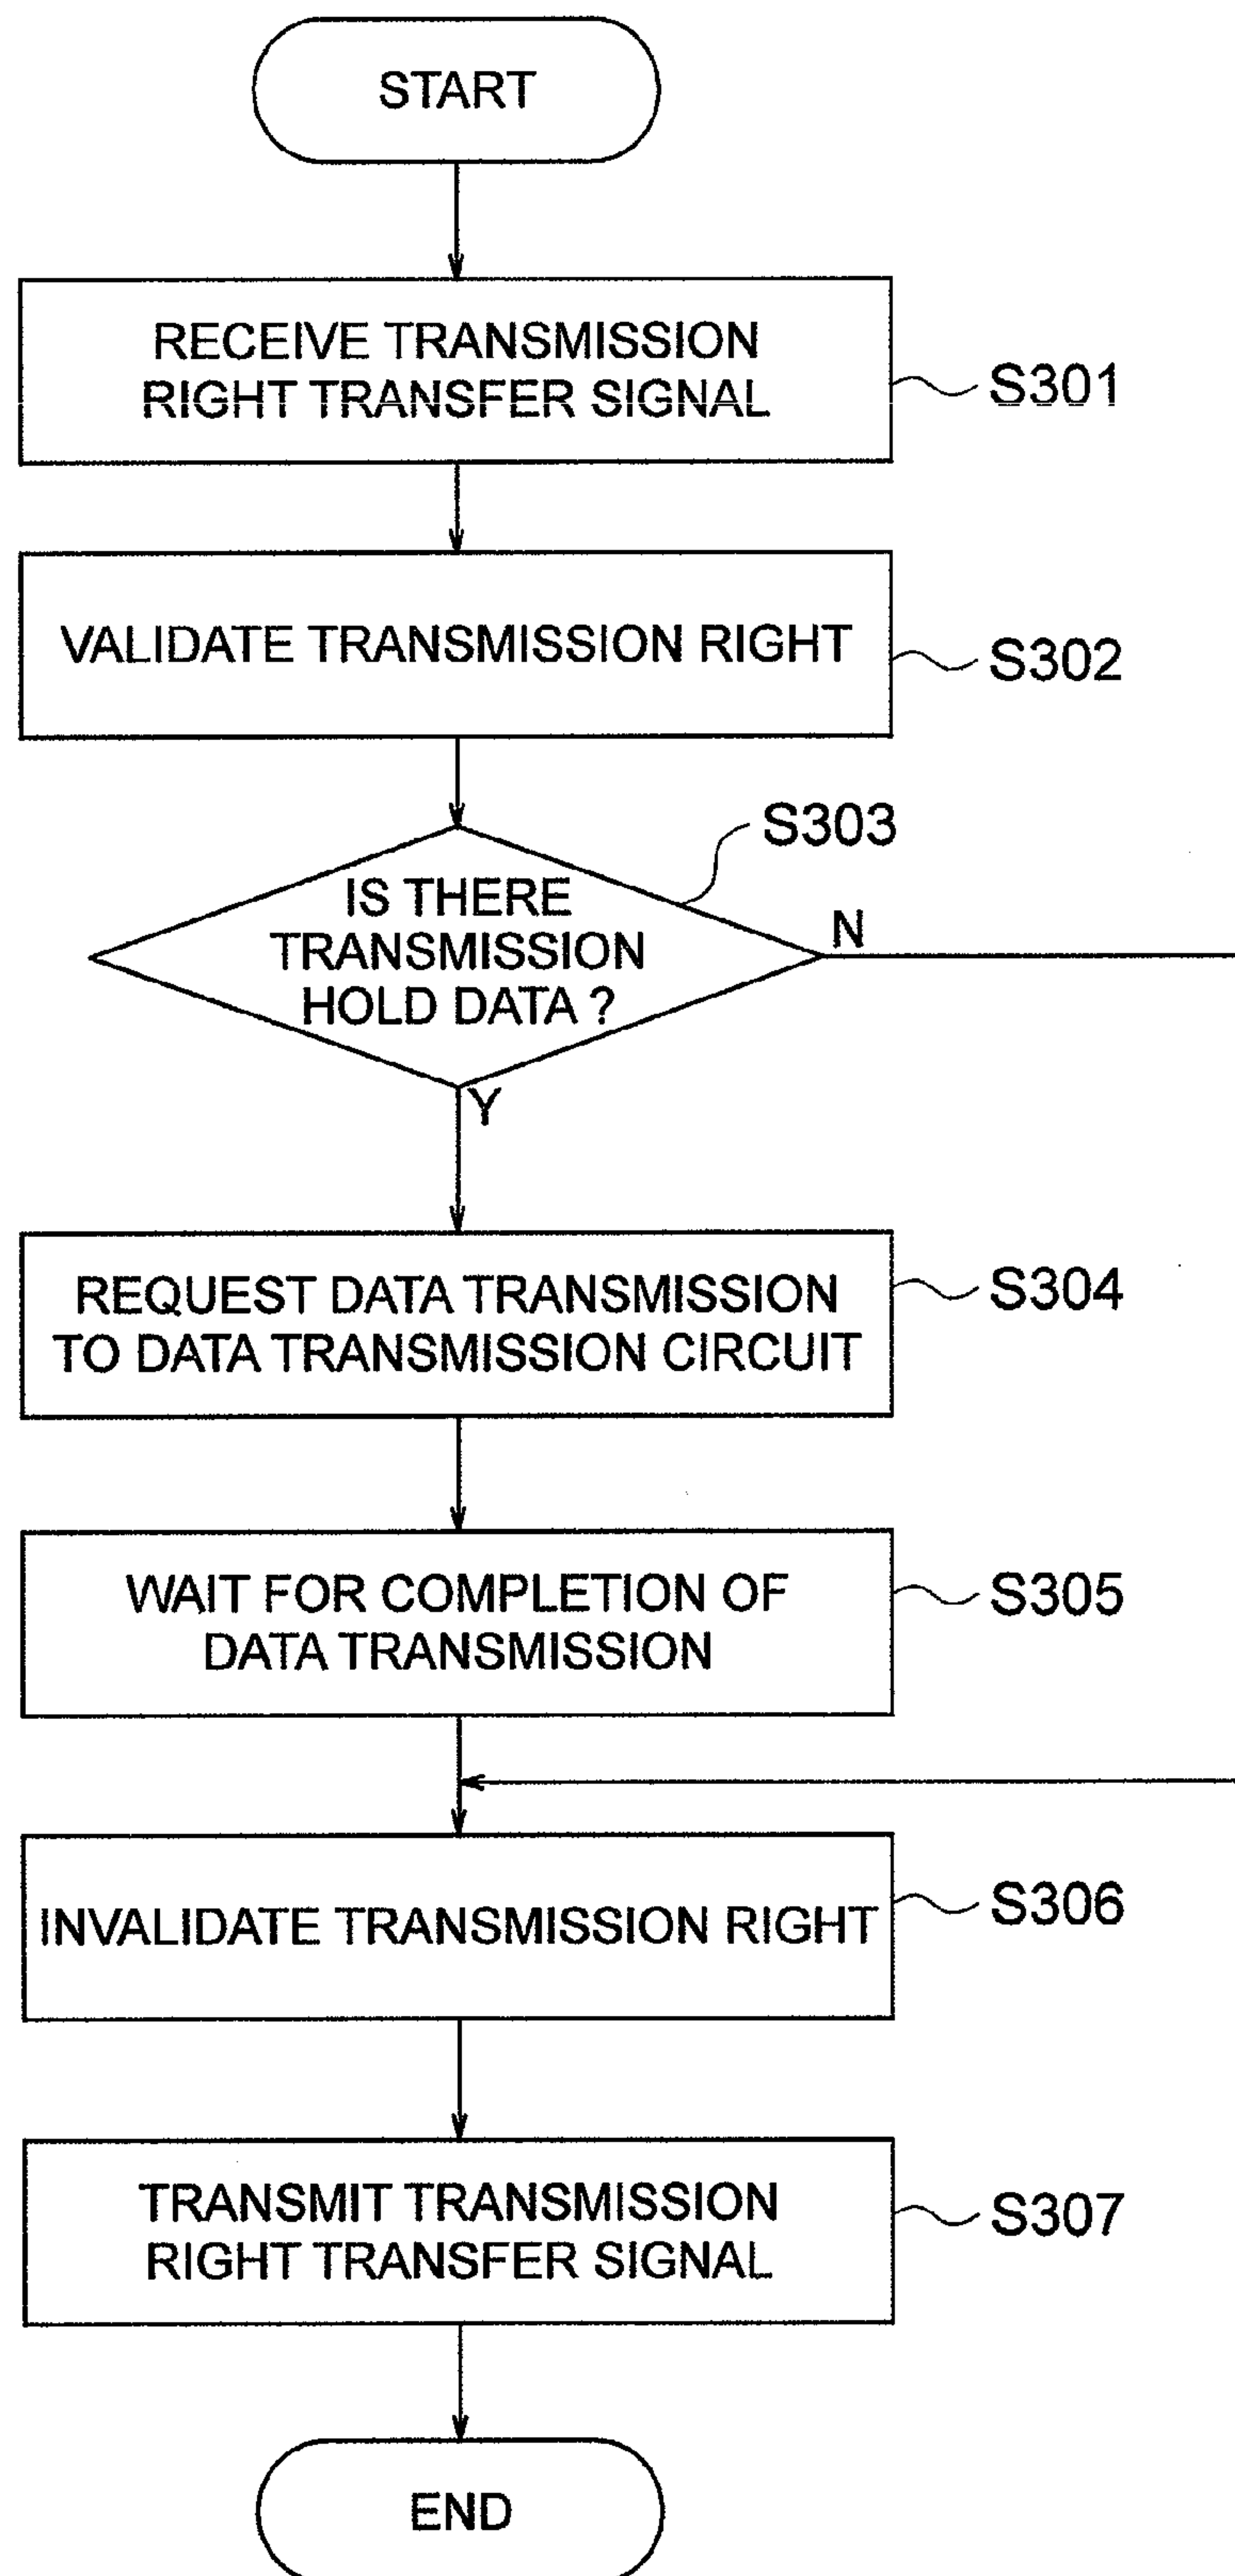 START
RECEIVE TRANSMISSION
RIGHT TRANSFER SIGNAL
S301
VALIDATE TRANSMISSION RIGHT
S302
S303
IS THERE
TRANSMISSION
HOLD DATA ?
N
Y
REQUEST DATA TRANSMISSION
TO DATA TRANSMISSION CIRCUIT
S304
WAIT FOR COMPLETION OF
DATA TRANSMISSION
S305
INVALIDATE TRANSMISSION RIGHT
S306
TRANSMIT TRANSMISSION
RIGHT TRANSFER SIGNAL
S307
END